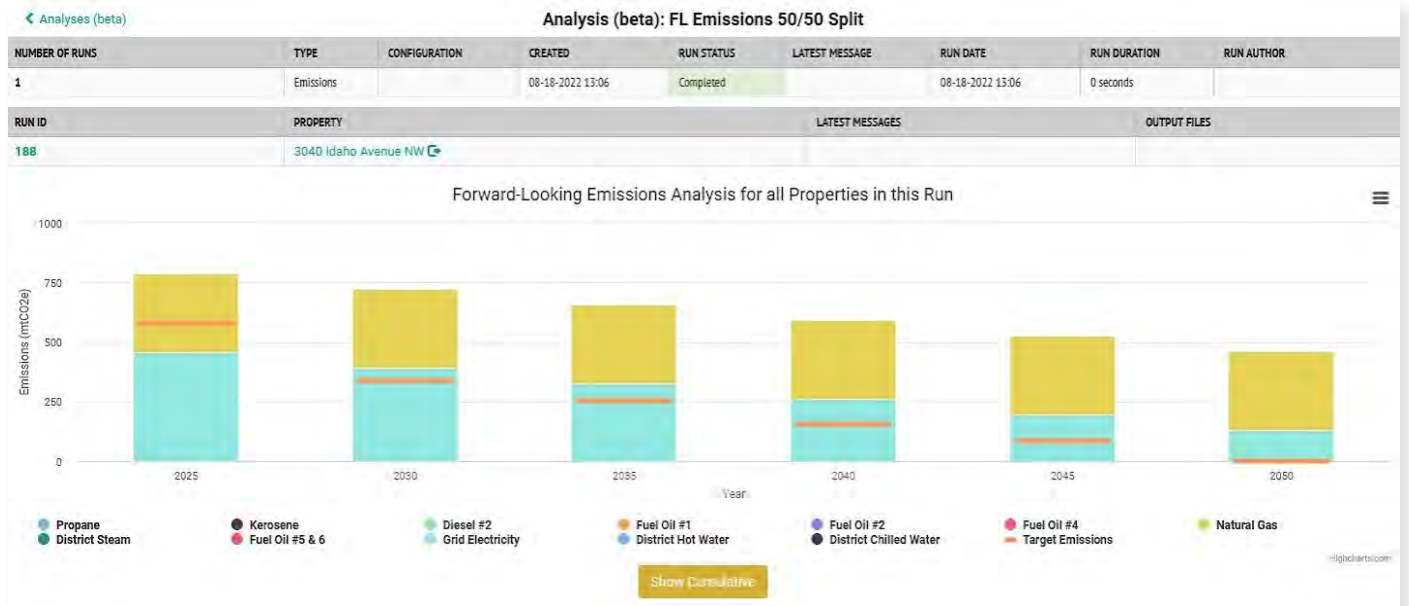 Analyses (beta)
Analysis (beta): FL Emissions 50/50 Split
NUMBER OF RUNS TYPE CONFIGURATION CREATED RUN STATUS LATEST MESSAGE RUN DATE RUN DURATION RUN AUTHOR
1 Emissions 08-18-2022 13:06 Completed 08-18-2022 13:06 0 seconds
RUN ID PROPERTY LATEST MESSAGES OUTPUT FILES
188 3040 Idaho Avenue NW
Forward-Looking Emissions Analysis for all Properties in this Run
Emissions (mtCO2e)
1000
750
500
250
0
2025 2030 2035 2040 2045 2050
Year
Propane Kerosene Diesel #2 Fuel Oil #1 Fuel Oil #2 Fuel Oil #4 Natural Gas
District Steam Fuel Oil #5 & 6 Grid Electricity District Hot Water District Chilled Water Target Emissions
Highcharts.com
Show Cumulative